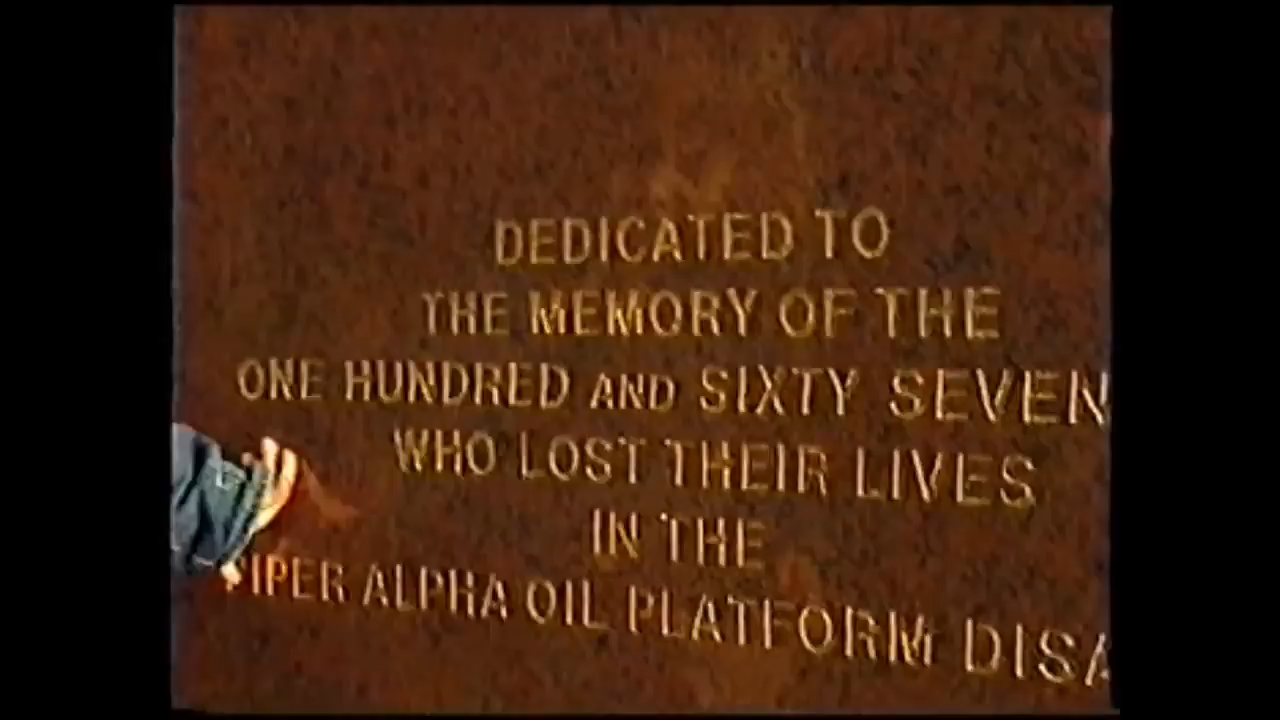 DEDICATED TO
THE MEMORY OF THE
ONE HUNDRED AND SIXTY SEVEN
WHO LOST THEIR LIVES
IN THE
PIPER ALPHA OIL PLATFORM DISA